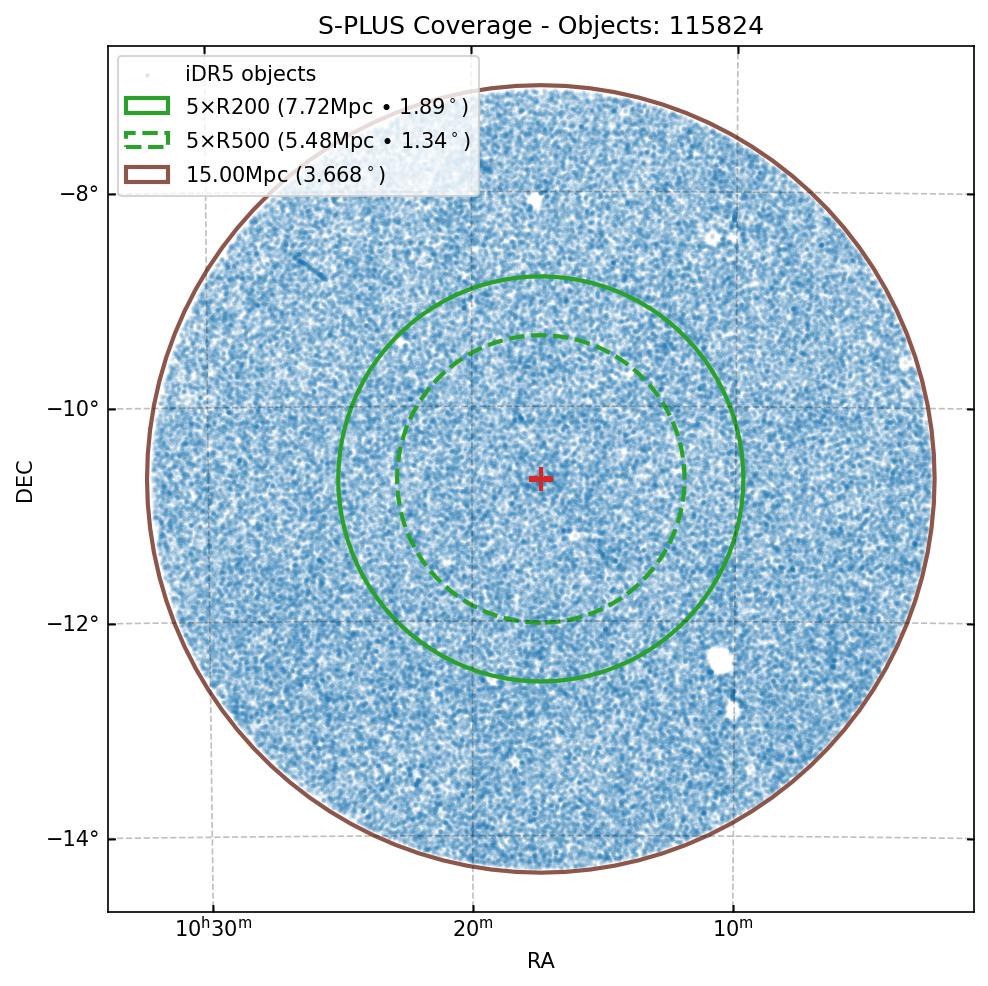 S-PLUS Coverage - Objects: 115824
iDR5 objects
5×R200 (7.72Mpc • 1.89°)
5×R500 (5.48Mpc • 1.34°)
15.00Mpc (3.668°)
−8°
−10°
−12°
−14°
DEC
10ʰ30ᵐ
20ᵐ
10ᵐ
RA